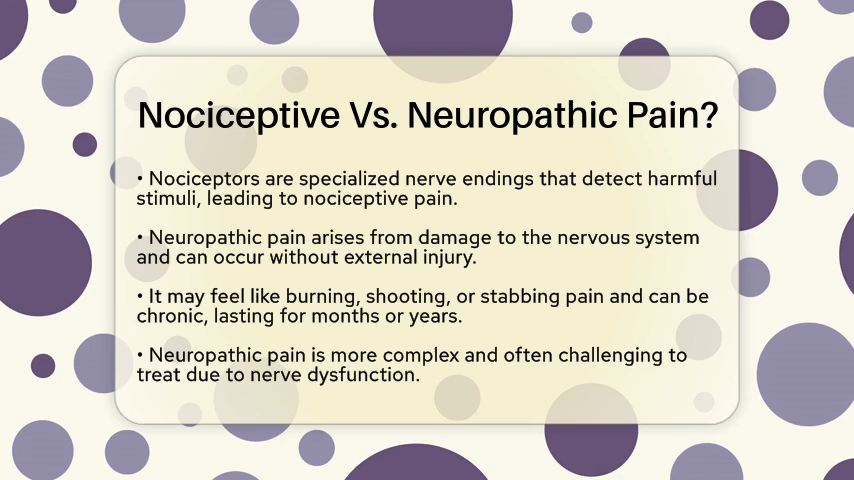 Nociceptive Vs. Neuropathic Pain?
• Nociceptors are specialized nerve endings that detect harmful
stimuli, leading to nociceptive pain.
• Neuropathic pain arises from damage to the nervous system
and can occur without external injury.
• It may feel like burning, shooting, or stabbing pain and can be
chronic, lasting for months or years.
• Neuropathic pain is more complex and often challenging to
treat due to nerve dysfunction.